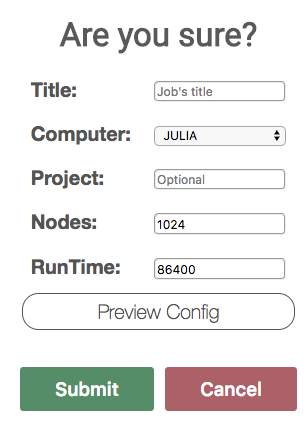 Are you sure?
Title: Job's title
Computer: JULIA
Project: Optional
Nodes: 1024
RunTime: 86400
Preview Config
Submit Cancel